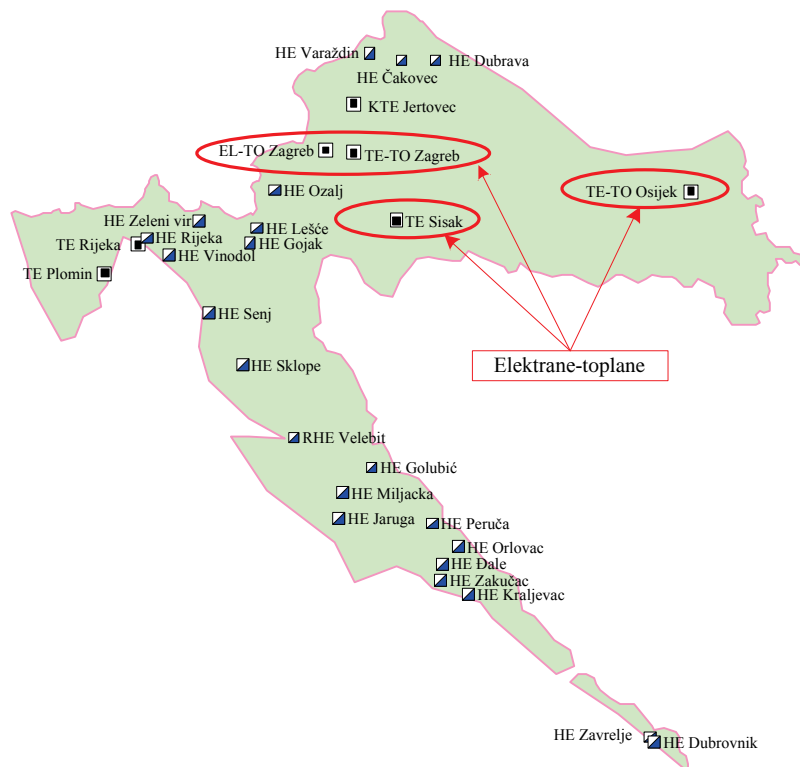 HE Varaždin
HE Čakovec
HE Dubrava
KTE Jertovec
EL-TO Zagreb
TE-TO Zagreb
HE Ozalj
TE-TO Osijek
HE Zeleni vir
HE Lešće
TE Sisak
TE Rijeka
HE Rijeka
HE Gojak
HE Vinodol
TE Plomin
HE Senj
HE Sklope
Elektrane-toplane
RHE Velebit
HE Golubić
HE Miljacka
HE Jaruga
HE Peruča
HE Orlovac
HE Đale
HE Zakučac
HE Kraljevac
HE Zavrelje
HE Dubrovnik